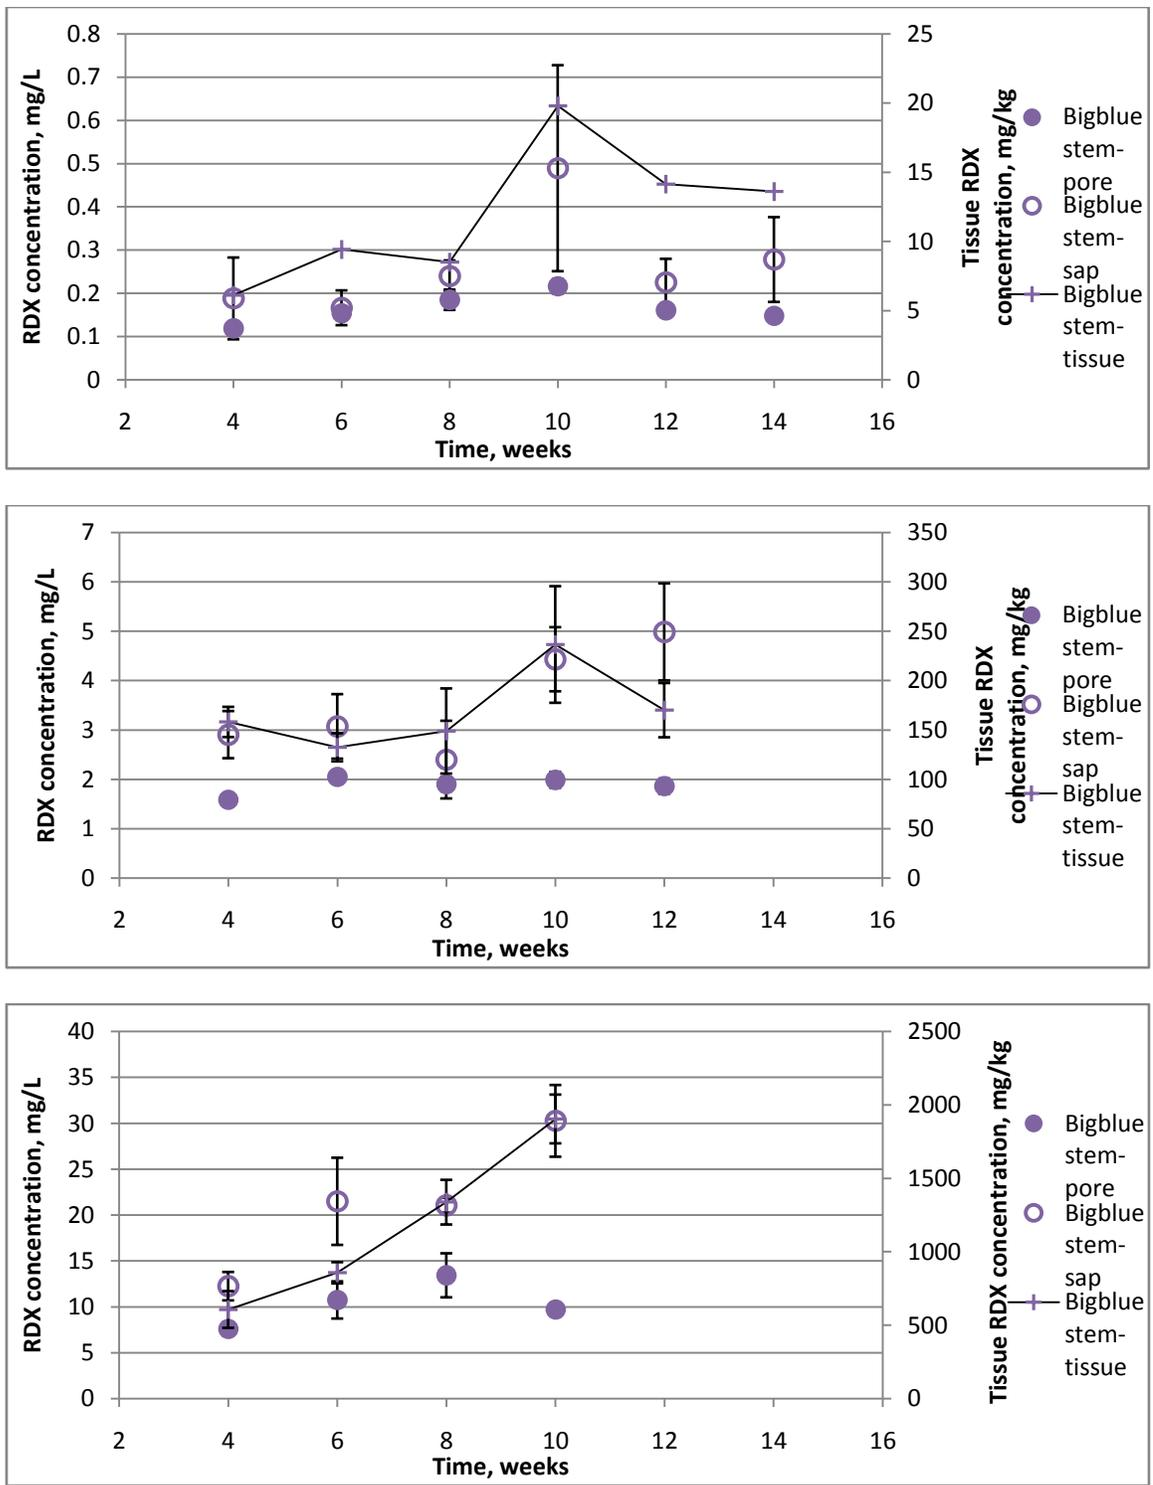 RDX concentration, mg/L
0.8
0.7
0.6
0.5
0.4
0.3
0.2
0.1
0
25
20
15
10
5
0
2 4 6 8 10 12 14 16
Time, weeks
Tissue RDX
concentration, mg/kg
Bigblue
stem-
pore
Bigblue
stem-
sap
Bigblue
stem-
tissue
RDX concentration, mg/L
7
6
5
4
3
2
1
0
350
300
250
200
150
100
50
0
2 4 6 8 10 12 14 16
Time, weeks
Tissue RDX
concentration, mg/kg
Bigblue
stem-
pore
Bigblue
stem-
sap
Bigblue
stem-
tissue
RDX concentration, mg/L
40
35
30
25
20
15
10
5
0
2500
2000
1500
1000
500
0
2 4 6 8 10 12 14 16
Time, weeks
Tissue RDX concentration, mg/kg
Bigblue
stem-
pore
Bigblue
stem-
sap
Bigblue
stem-
tissue